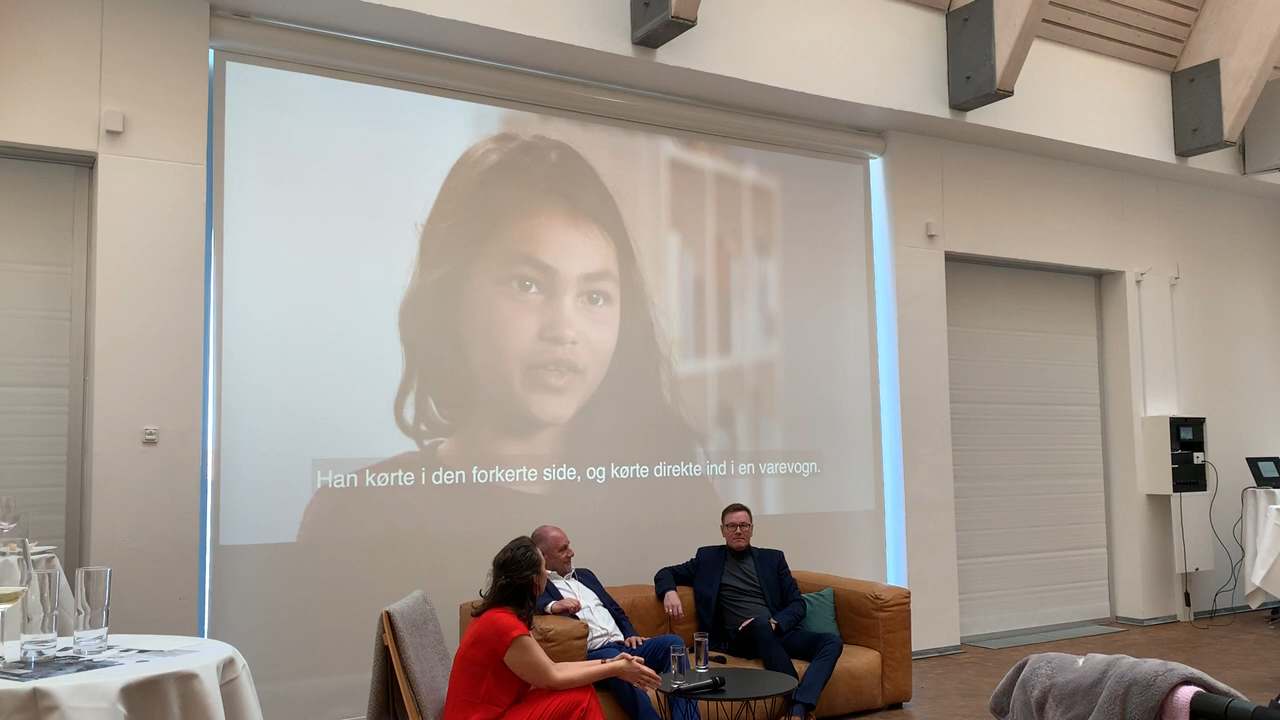 Han kørte i den forkerte side, og kørte direkte ind i en varevogn.